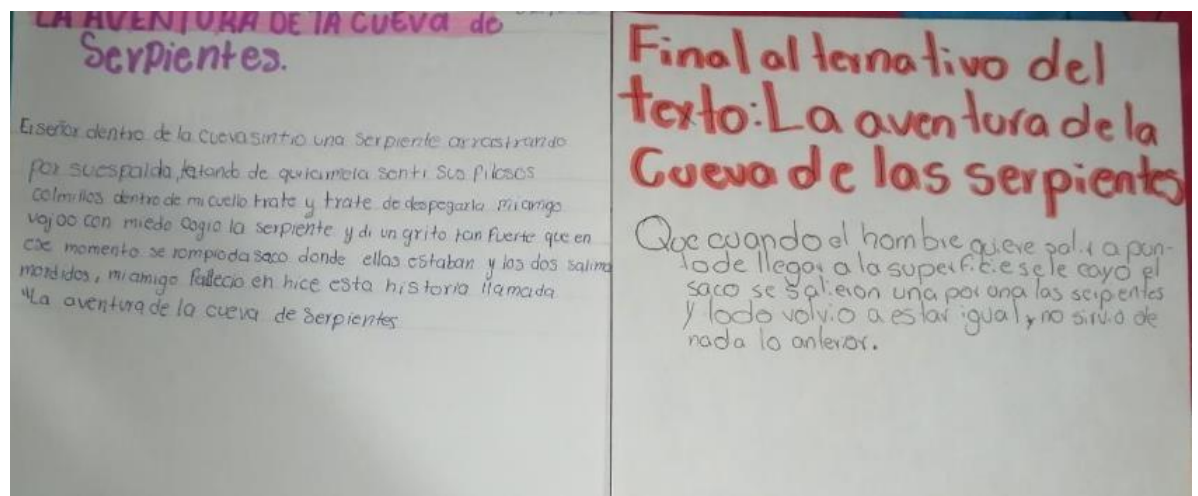 LA AVENTURA DE LA CUEVA de
Serpientes.
El señor dentro de la cueva sintio una serpiente arrastrando
por su espalda, tatando de quicarmela senti sus filosos
colmillos dentro de mi cuello trate y trate de despegarla mi amigo
vajoo con miedo cogio la serpiente y di un grito tan fuerte que en
ese momento se rompio da saco donde ellas estaban y los dos salimo
mordidos, mi amigo fallecio en hice esta historia llamada
"La aventura de la cueva de serpientes
Final alternativo del
texto: La aventura de la
Cueva de las serpientes
Que cuando el hombre quiere salir a pun-
to de llegar a la superficie se le cayó el
saco se salieron una por una las serpientes
y todo volvio a estar igual, y no sirvio de
nada lo anterior.